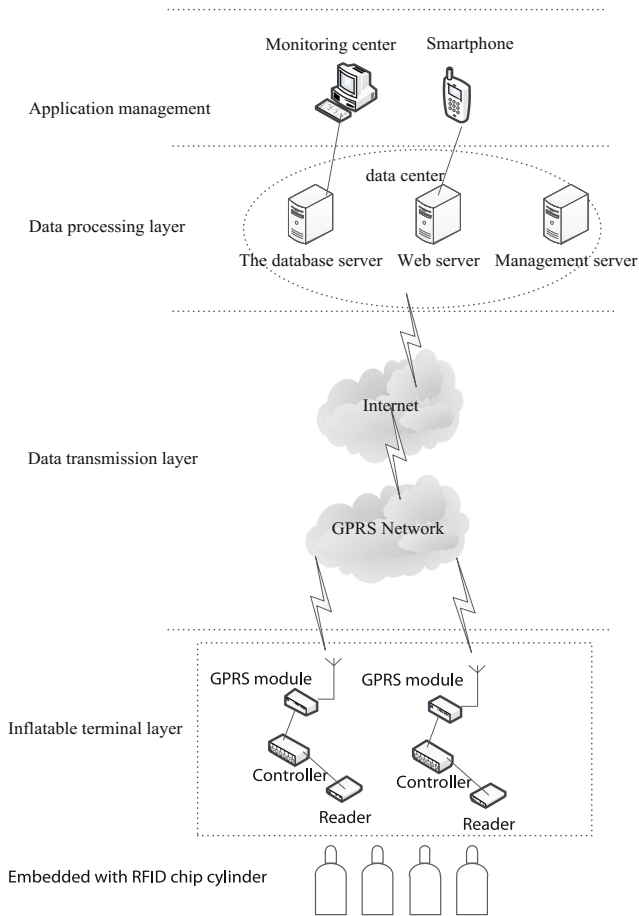 Monitoring center
Smartphone
Application management
data center
Data processing layer
The database server
Web server
Management server
Internet
Data transmission layer
GPRS Network
GPRS module
GPRS module
Inflatable terminal layer
Controller
Controller
Reader
Reader
Embedded with RFID chip cylinder